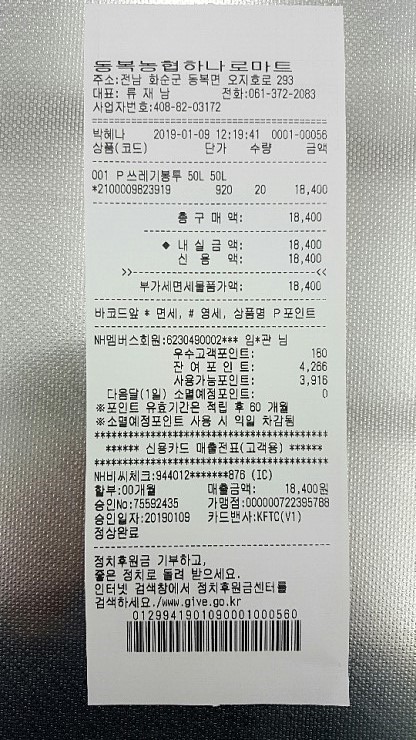 동복농협하나로마트
주소:전남 화순군 동복면 오지호로 293
대표: 류 재 남 전화:061-372-2083
사업자번호:408-82-03172
박혜나 2019-01-09 12:19:41 0001-00056
상품(코드) 단가 수량 금액
001 P쓰레기봉투 50L 50L
*2100009823919 920 20 18,400
총 구 매 액: 18,400
◆ 내 실 금 액: 18,400
신 용 액: 18,400
>>------------------------------<<
부가세면세물품가액: 18,400
바코드앞 * 면세, # 영세, 상품명 P포인트
NH멤버스회원:6230490002*** 임*관 님
우수고객포인트: 160
잔 여 포 인 트: 4,266
사용가능포인트: 3,916
다음달(1일) 소멸예정포인트: 0
※포인트 유효기간은 적립 후 60 개월
※소멸예정포인트 사용 시 익일 차감됨
****** 신용카드 매출전표(고객용) ******
NH비씨체크:944012*******876 (IC)
할부:00개월 매출금액: 18,400원
승인No:75592435 가맹점:000000722395788
승인일자:20190109 카드밴사:KFTC(V1)
정상완료
정치후원금 기부하고,
좋은 정치로 돌려 받으세요.
인터넷 검색창에서 정치후원금센터를
검색하세요./www.give.go.kr
0129941901090001000560